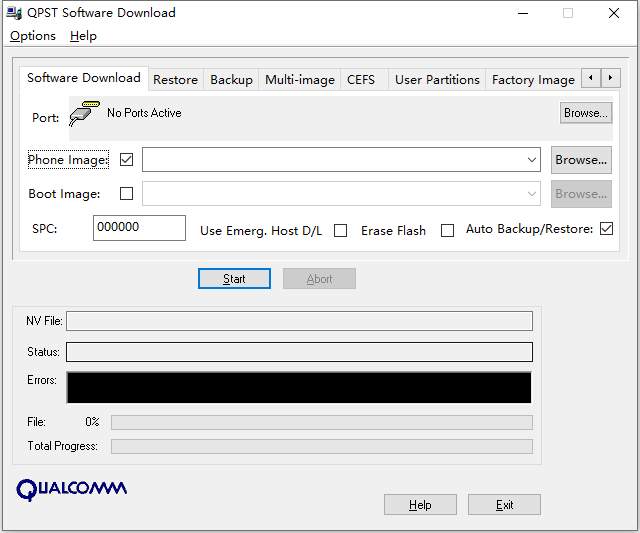 QPST Software Download
Options Help
Software Download Restore Backup Multi-image CEFS User Partitions Factory Image
Port: No Ports Active Browse...
Phone Image: Browse...
Boot Image: Browse...
SPC: 000000 Use Emerg. Host D/L Erase Flash Auto Backup/Restore:
Start Abort
NV File:
Status:
Errors:
File: 0%
Total Progress:
QUALCOMM
Help Exit